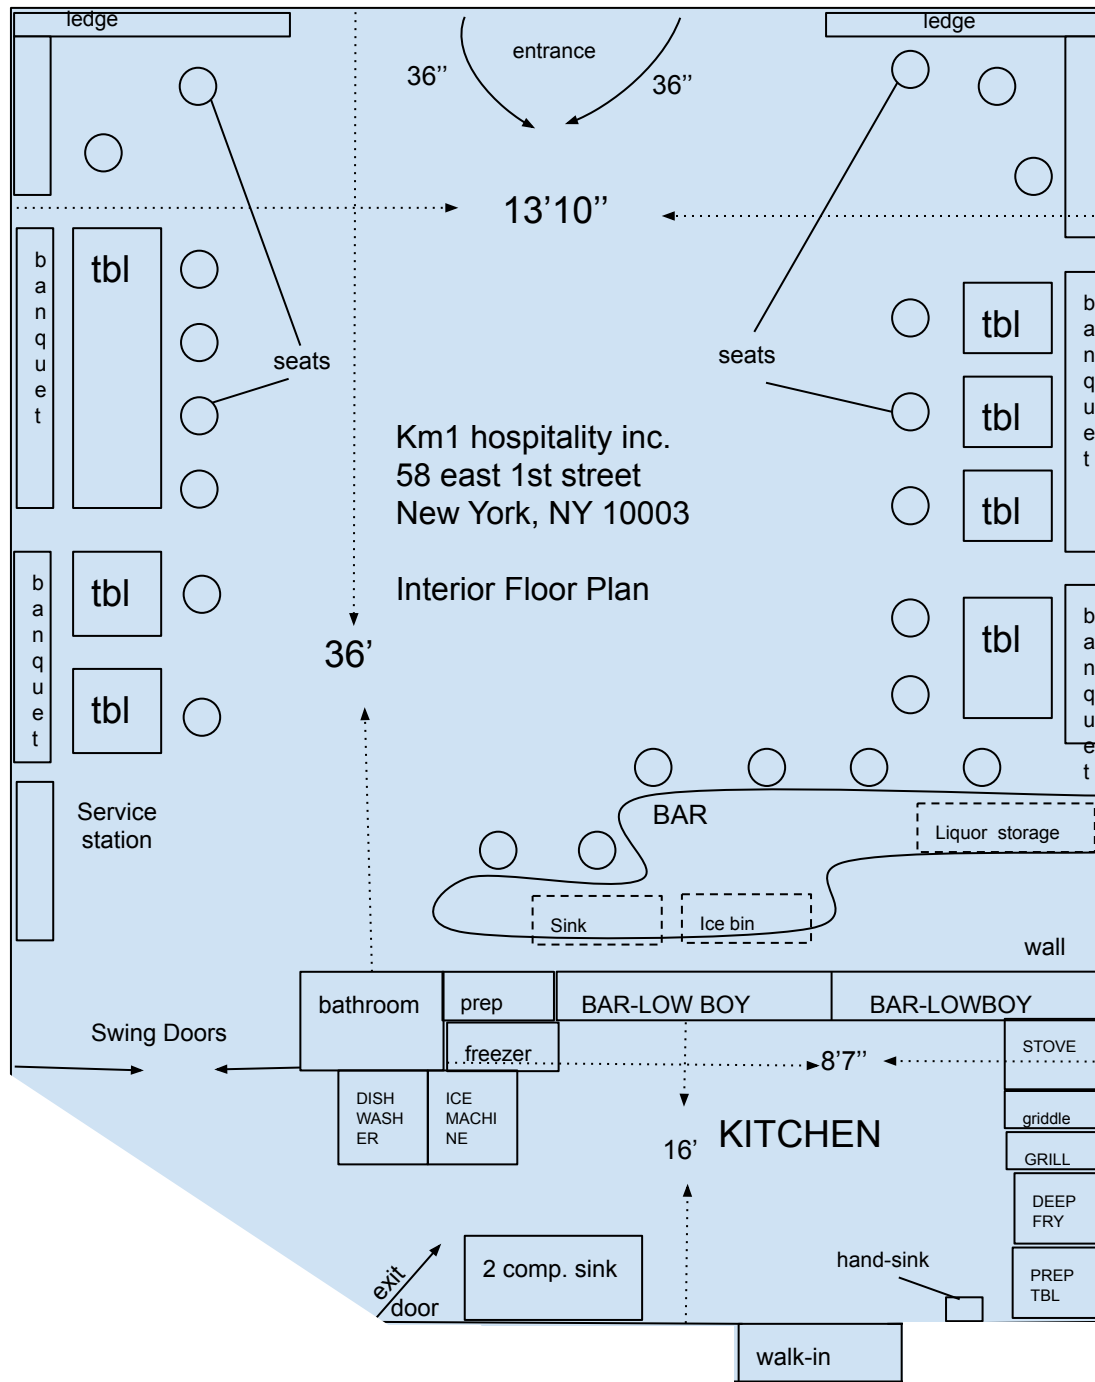 ledge
ledge
entrance
36’’
36’’
13’10’’
banquet
tbl
tbl
banquet
seats
seats
tbl
Km1 hospitality inc.
58 east 1st street
New York, NY 10003
tbl
Interior Floor Plan
banquet
tbl
tbl
banquet
36’
tbl
Service
station
BAR
Liquor storage
Sink
Ice bin
wall
bathroom
prep
BAR-LOW BOY
BAR-LOWBOY
Swing Doors
freezer
8’7’’
STOVE
DISH
WASH
ER
ICE
MACHI
NE
griddle
KITCHEN
16’
GRILL
DEEP
FRY
hand-sink
2 comp. sink
PREP
TBL
exit
door
walk-in